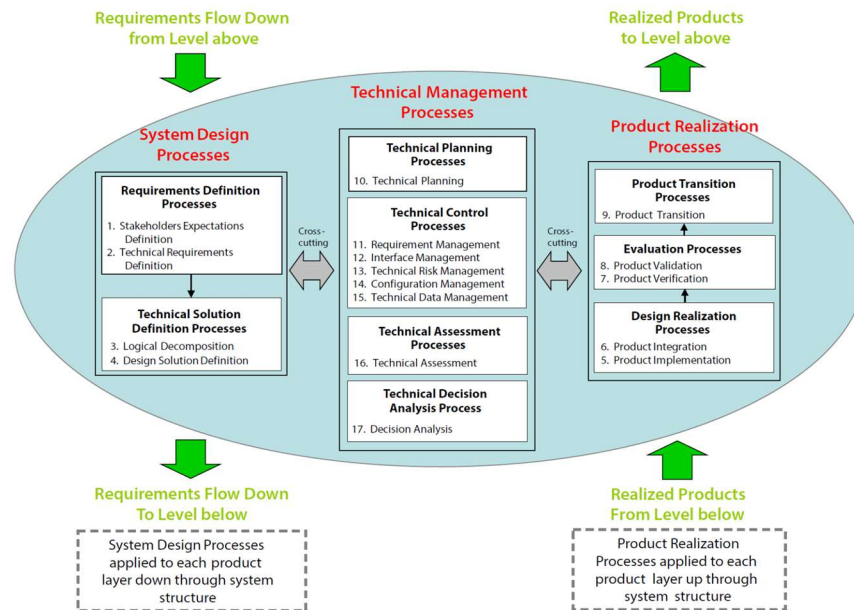 Requirements Flow Down
from Level above
Realized Products
to Level above
Technical Management
Processes
System Design
Processes
Product Realization
Processes
Requirements Definition
Processes
1. Stakeholders Expectations
Definition
2. Technical Requirements
Definition
Technical Solution
Definition Processes
3. Logical Decomposition
4. Design Solution Definition
Cross-
cutting
Technical Planning
Processes
10. Technical Planning
Technical Control
Processes
11. Requirement Management
12. Interface Management
13. Technical Risk Management
14. Configuration Management
15. Technical Data Management
Technical Assessment
Processes
16. Technical Assessment
Technical Decision
Analysis Process
17. Decision Analysis
Cross-
cutting
Product Transition
Processes
9. Product Transition
Evaluation Processes
8. Product Validation
7. Product Verification
Design Realization
Processes
6. Product Integration
5. Product Implementation
Requirements Flow Down
To Level below
Realized Products
From Level below
System Design Processes
applied to each product
layer down through system
structure
Product Realization
Processes applied to each
product layer up through
system structure